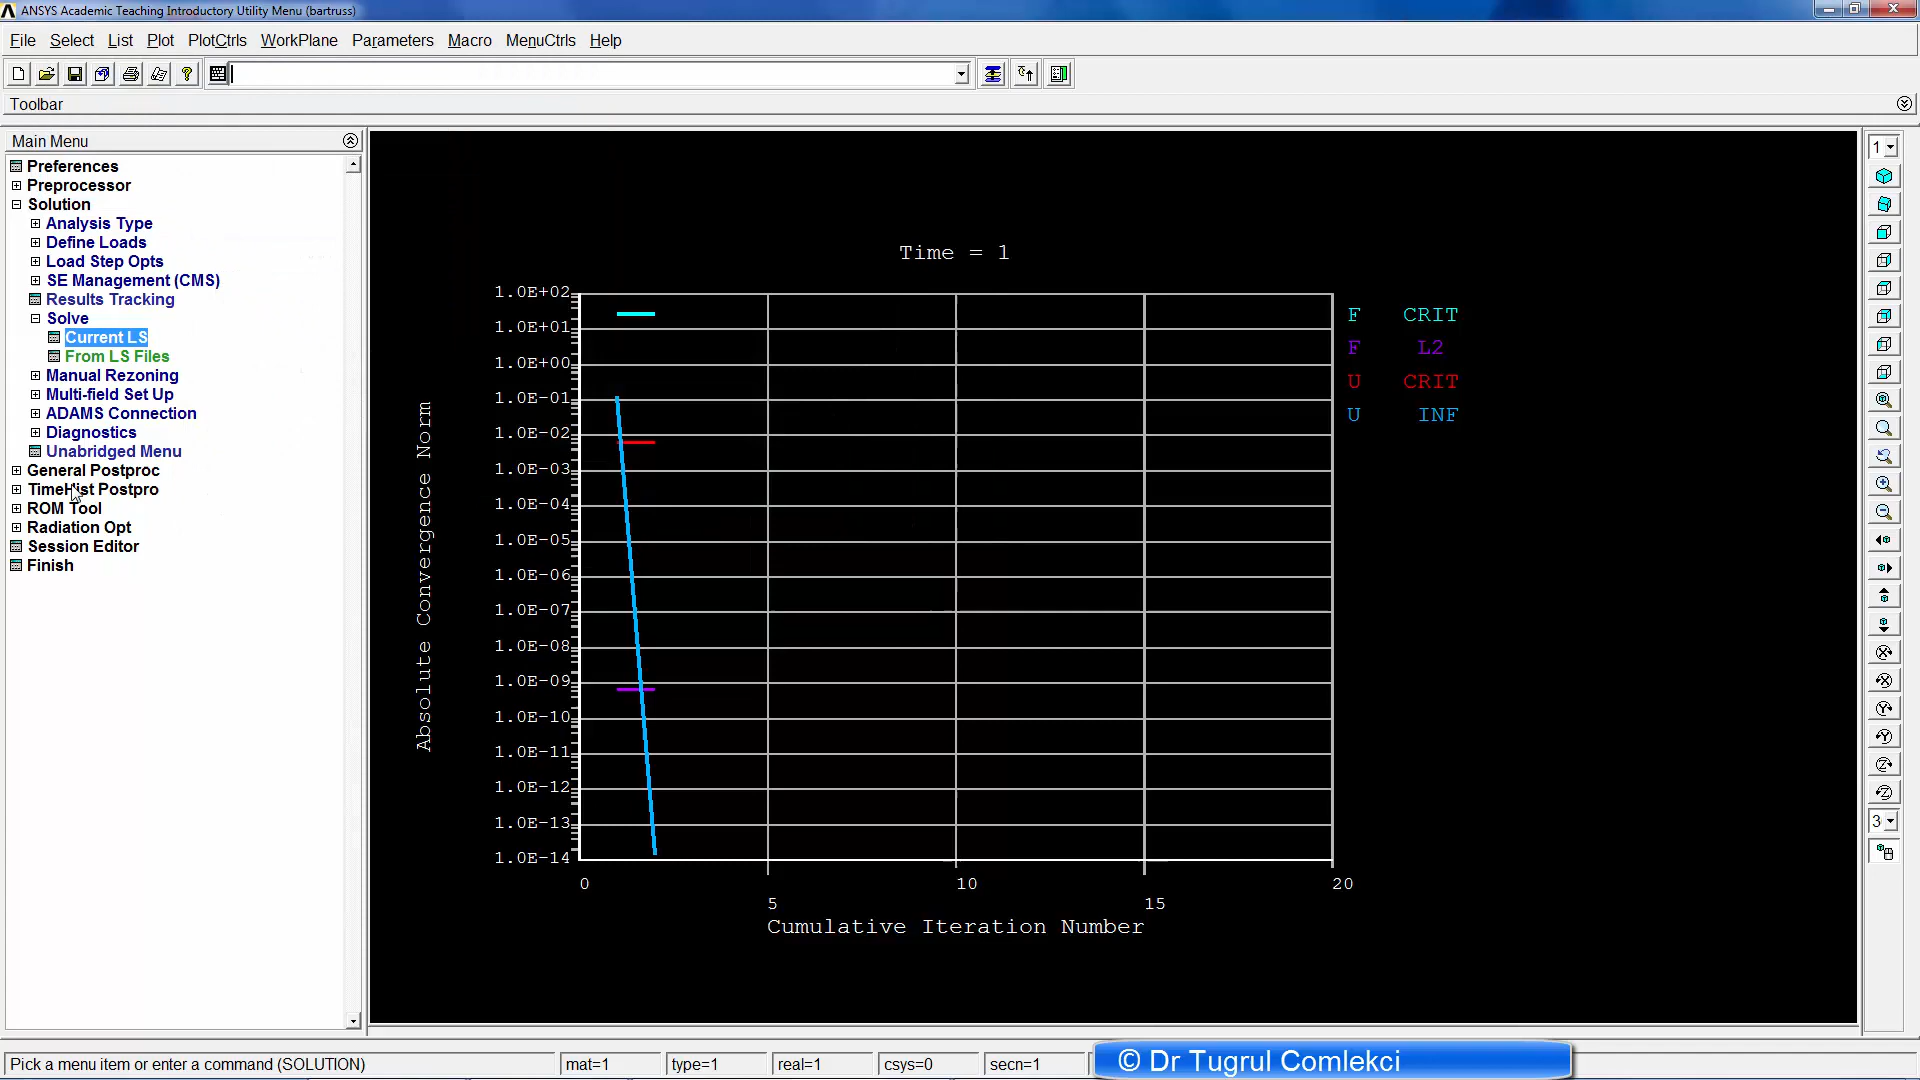 ANSYS Academic Teaching Introductory Utility Menu (bartruss)
File Select List Plot PlotCtrls WorkPlane Parameters Macro MenuCtrls Help
Toolbar
Main Menu
Preferences
Preprocessor
Solution
Analysis Type
Define Loads
Load Step Opts
SE Management (CMS)
Results Tracking
Solve
Current LS
From LS Files
Manual Rezoning
Multi-field Set Up
ADAMS Connection
Diagnostics
Unabridged Menu
General Postproc
TimeHist Postpro
ROM Tool
Radiation Opt
Session Editor
Finish
Time = 1
Absolute Convergence Norm
1.0E+02
1.0E+01
1.0E+00
1.0E-01
1.0E-02
1.0E-03
1.0E-04
1.0E-05
1.0E-06
1.0E-07
1.0E-08
1.0E-09
1.0E-10
1.0E-11
1.0E-12
1.0E-13
1.0E-14
F CRIT
F L2
U CRIT
U INF
0 10 20
5 15
Cumulative Iteration Number
1
3
Pick a menu item or enter a command (SOLUTION) mat=1 type=1 real=1 csys=0 secn=1
© Dr Tugrul Comlekci